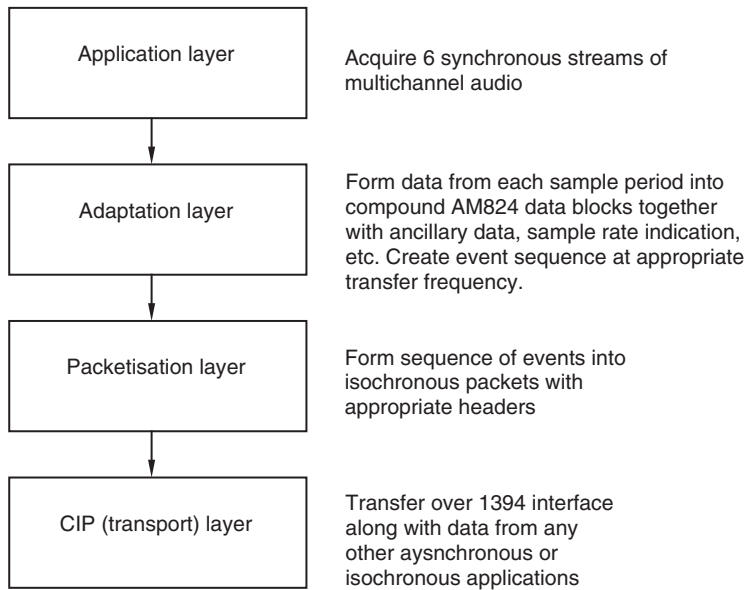 Application layer
Acquire 6 synchronous streams of
multichannel audio
Adaptation layer
Form data from each sample period into
compound AM824 data blocks together
with ancillary data, sample rate indication,
etc. Create event sequence at appropriate
transfer frequency.
Packetisation layer
Form sequence of events into
isochronous packets with
appropriate headers
CIP (transport) layer
Transfer over 1394 interface
along with data from any
other aysnchronous or
isochronous applications